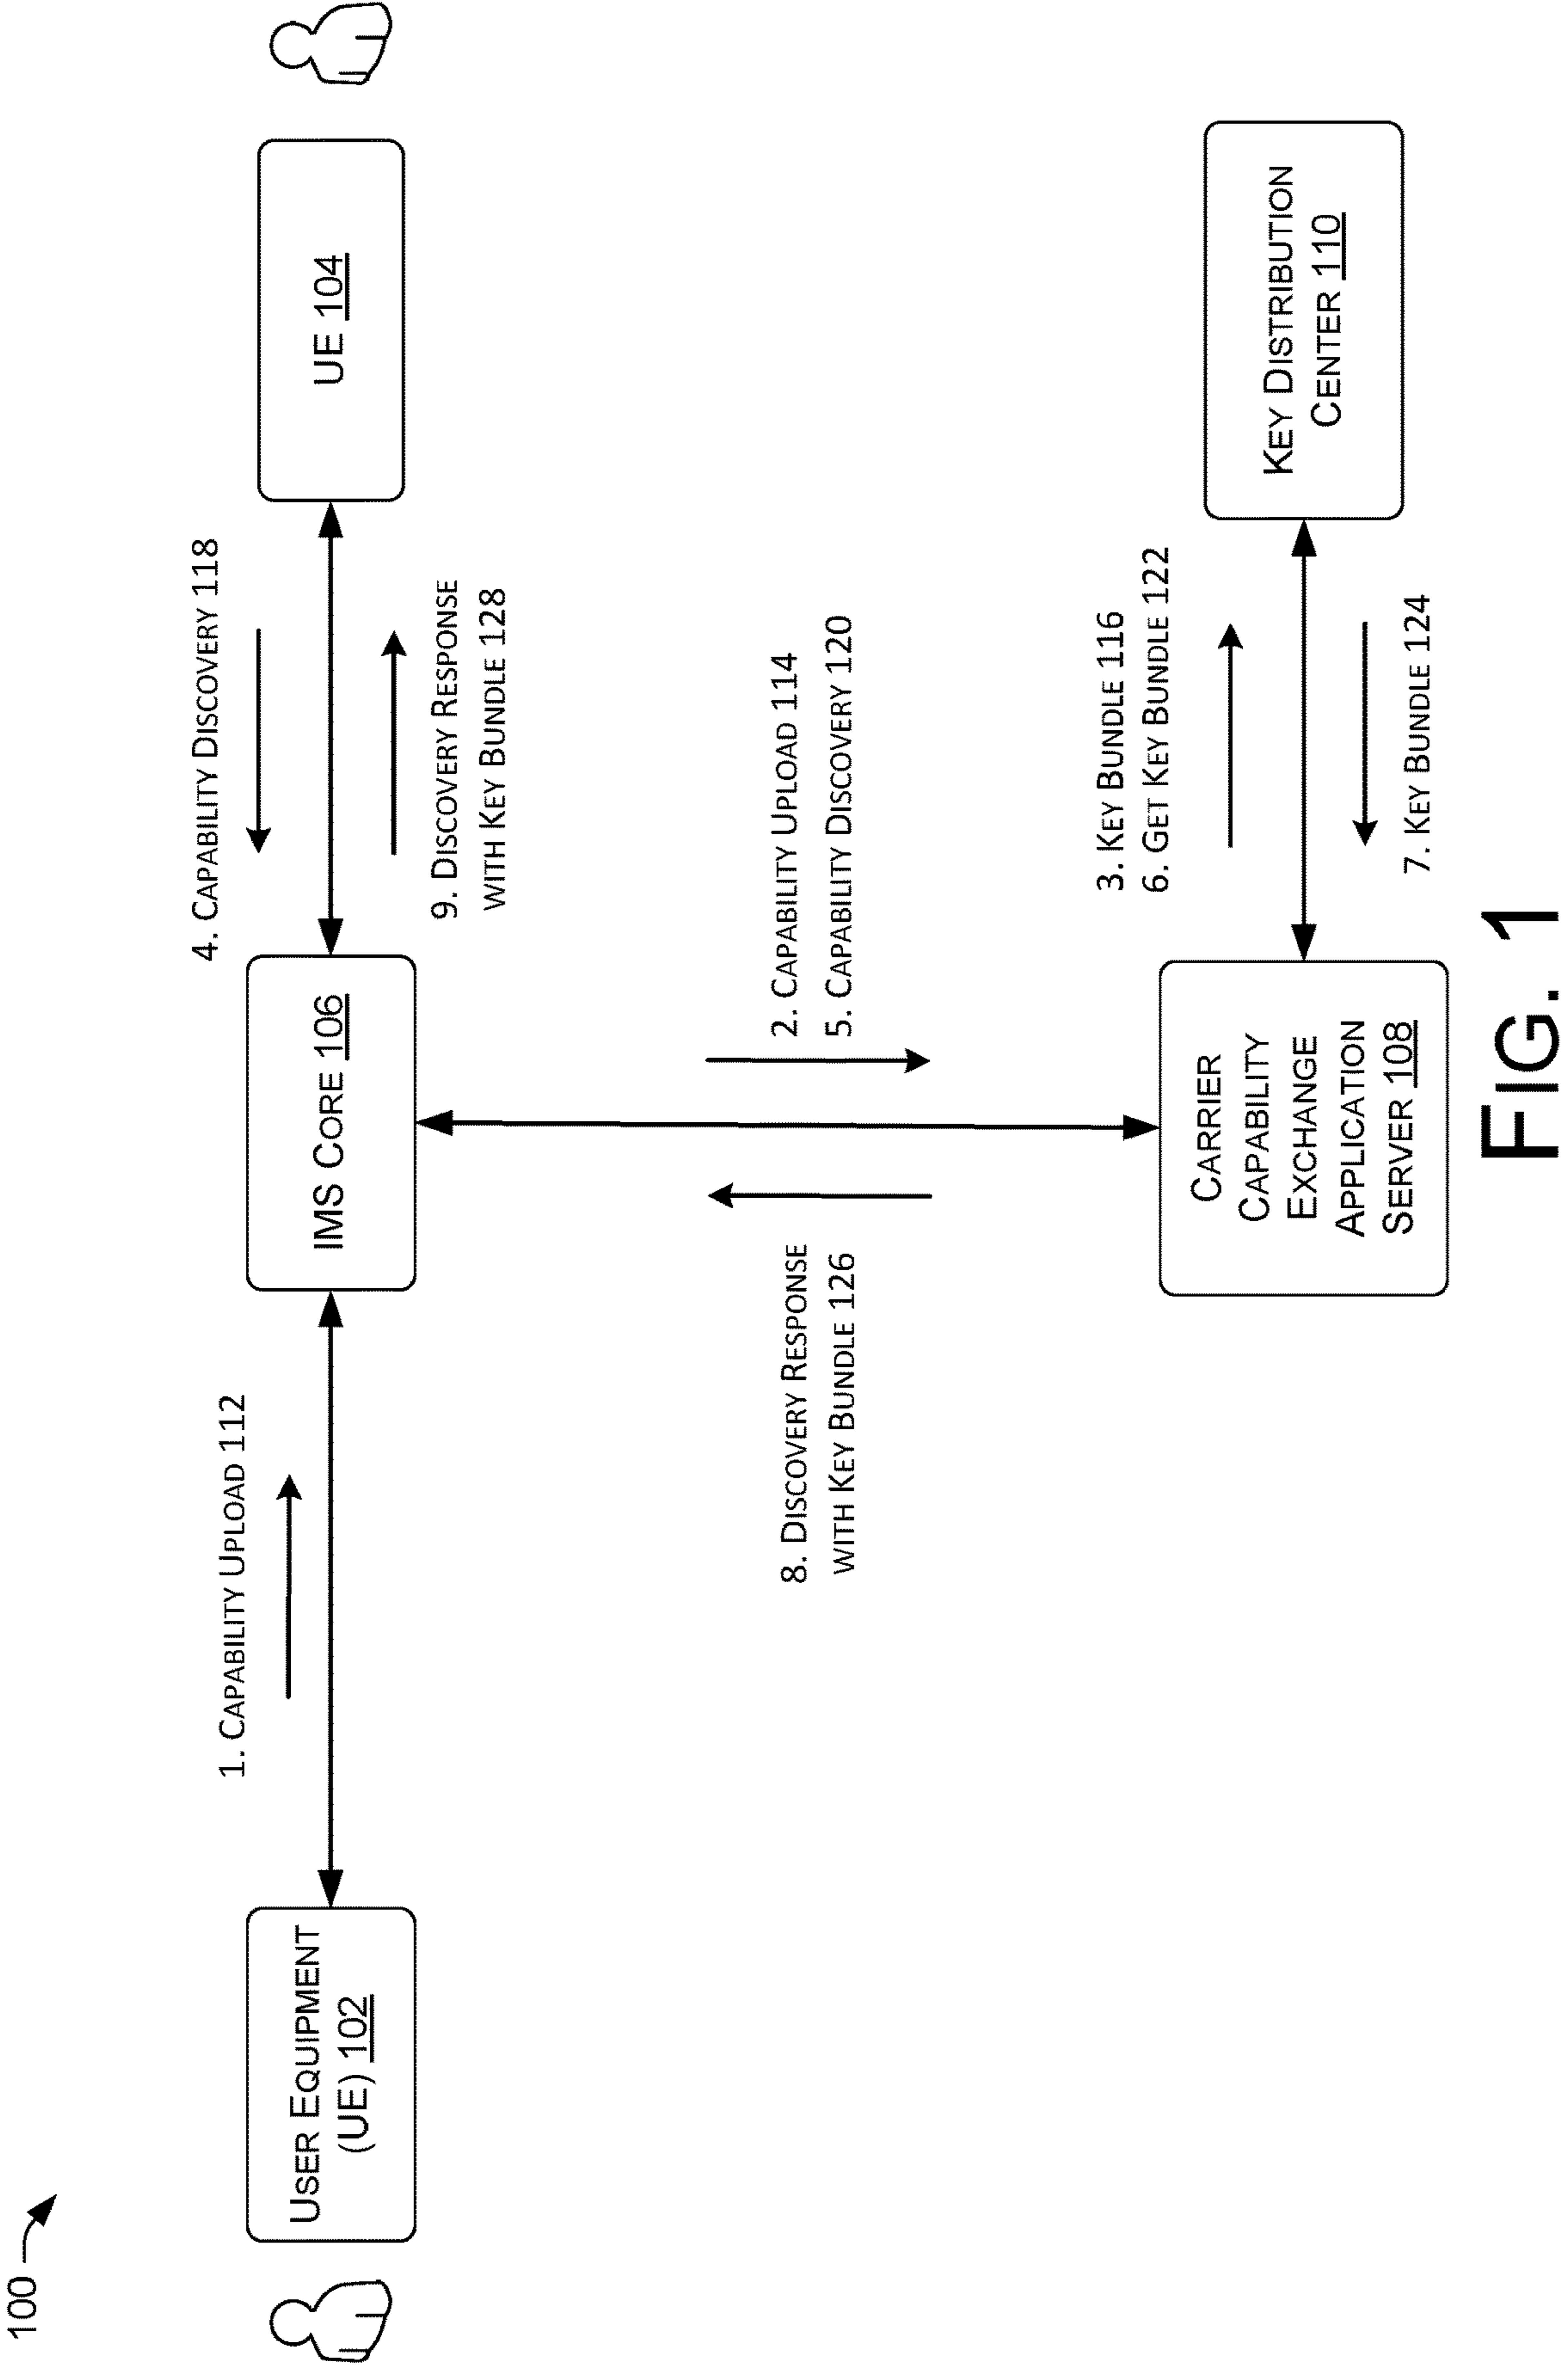 100
1. CAPABILITY UPLOAD 112
4. CAPABILITY DISCOVERY 118
USER EQUIPMENT
(UE) 102
IMS CORE 106
UE 104
9. DISCOVERY RESPONSE
WITH KEY BUNDLE 128
8. DISCOVERY RESPONSE
WITH KEY BUNDLE 126
2. CAPABILITY UPLOAD 114
5. CAPABILITY DISCOVERY 120
3. KEY BUNDLE 116
6. GET KEY BUNDLE 122
CARRIER
CAPABILITY
EXCHANGE
APPLICATION
SERVER 108
KEY DISTRIBUTION
CENTER 110
7. KEY BUNDLE 124
FIG. 1